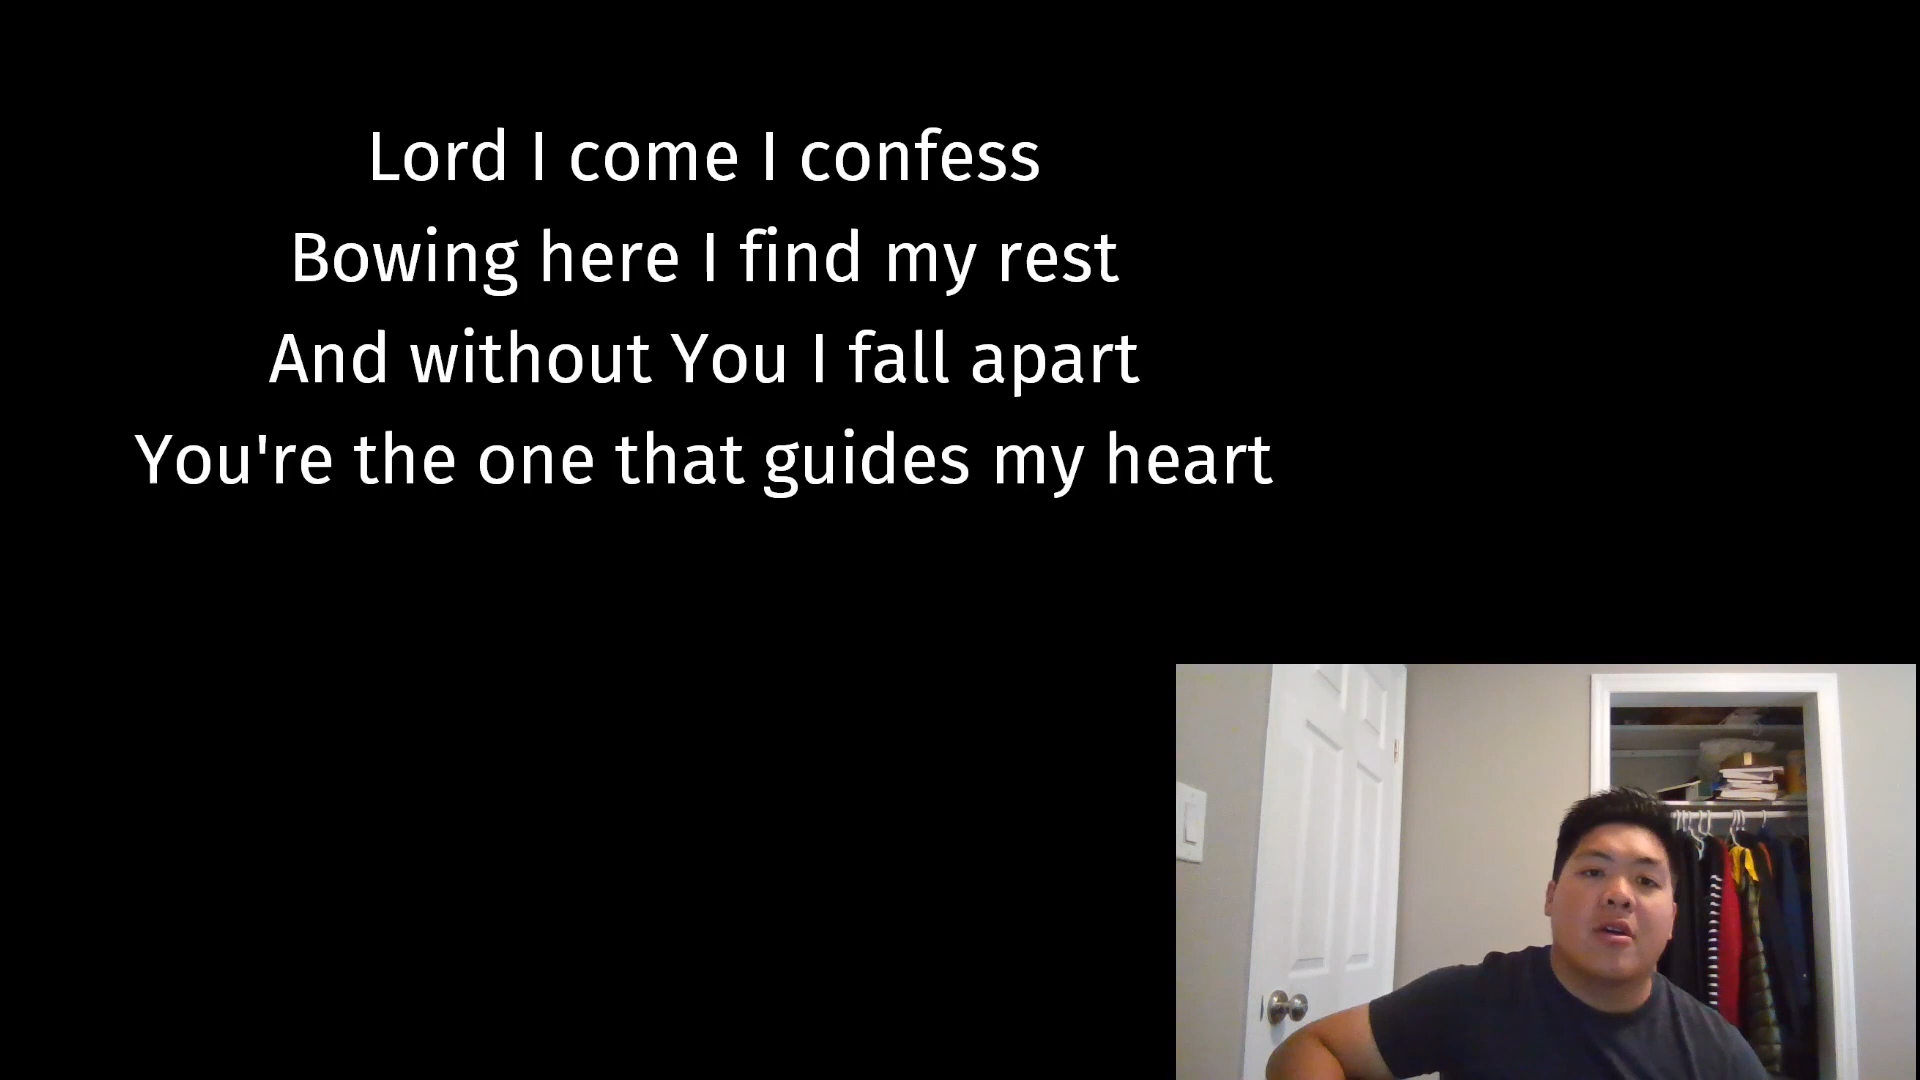 Lord I come I confess
Bowing here I find my rest
And without You I fall apart
You're the one that guides my heart